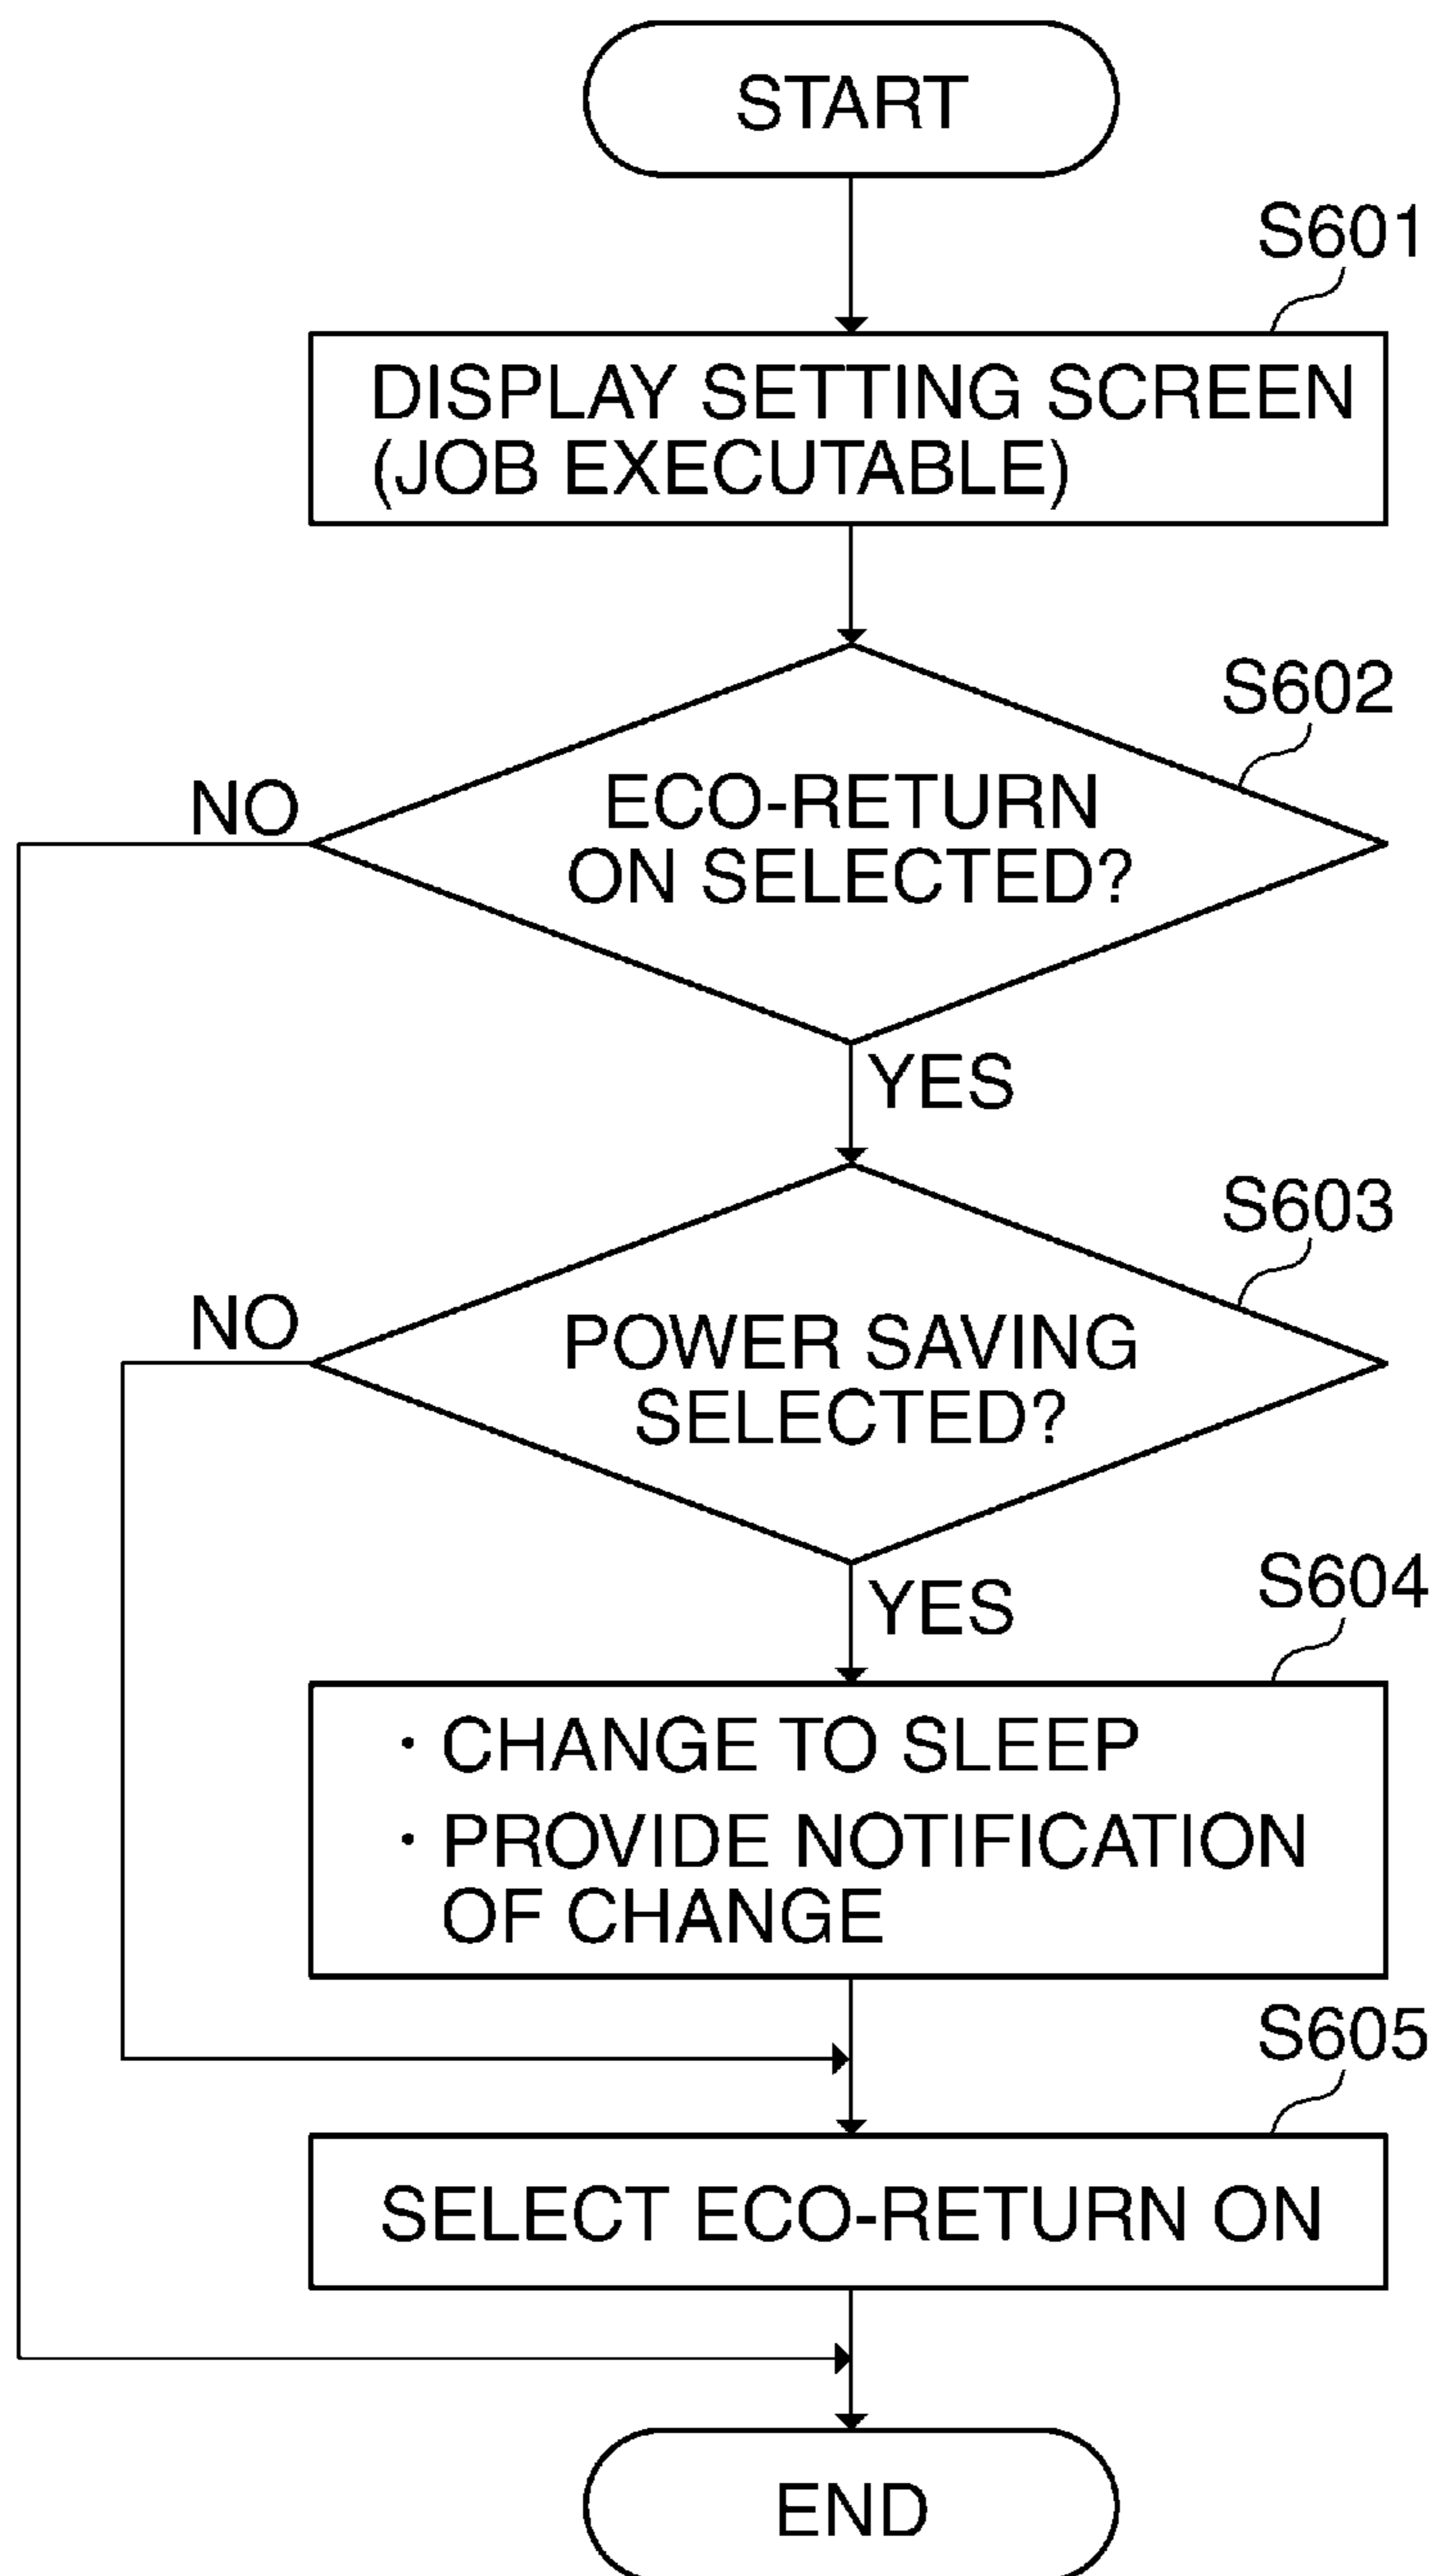 START
S601
DISPLAY SETTING SCREEN
(JOB EXECUTABLE)
S602
ECO-RETURN
ON SELECTED?
NO
YES
S603
POWER SAVING
SELECTED?
NO
YES
S604
· CHANGE TO SLEEP
· PROVIDE NOTIFICATION
OF CHANGE
S605
SELECT ECO-RETURN ON
END